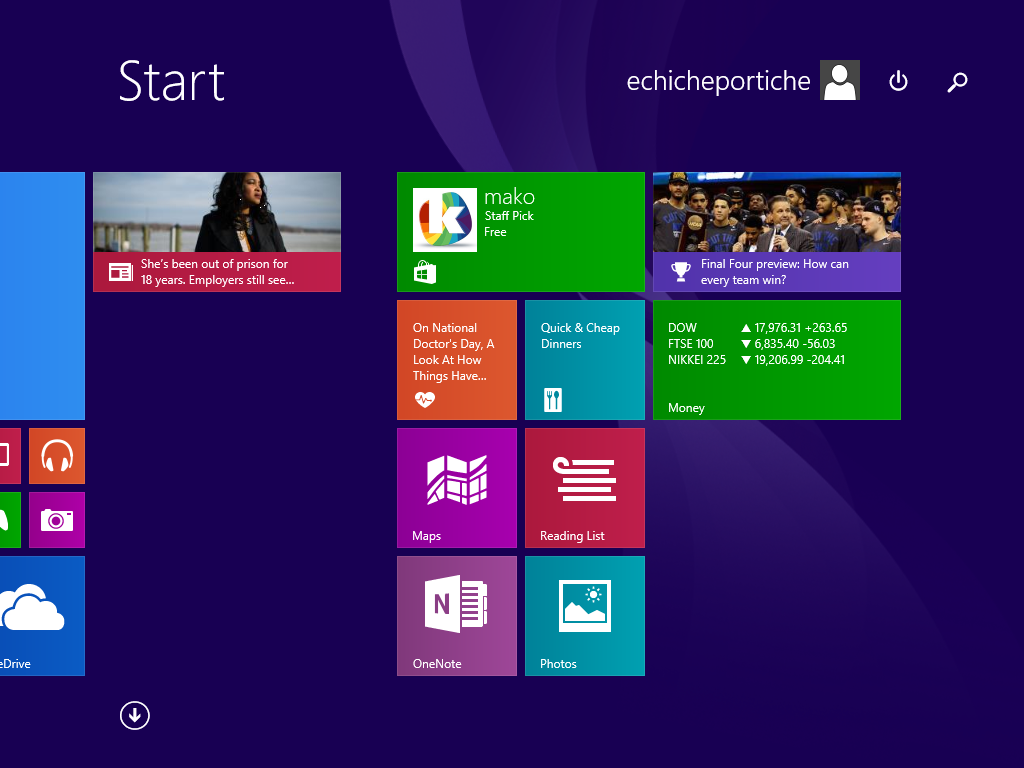 Start
echicheportiche
She's been out of prison for
18 years. Employers still see...
mako
Staff Pick
Free
Final Four preview: How can
every team win?
On National
Doctor's Day, A
Look At How
Things Have...
Quick & Cheap
Dinners
DOW ▲ 17,976.31 +263.65
FTSE 100 ▼ 6,835.40 -56.03
NIKKEI 225 ▼ 19,206.99 -204.41
Money
Maps
Reading List
eDrive
N
OneNote
Photos